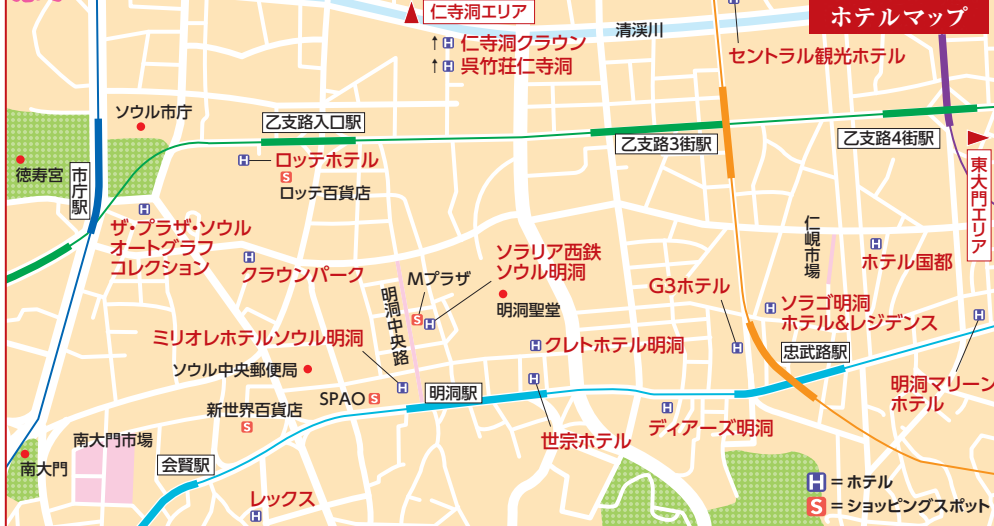 仁寺洞エリア
ホテルマップ
清渓川
↑H 仁寺洞クラウン
↑H 呉竹荘仁寺洞
セントラル観光ホテル
ソウル市庁
乙支路入口駅
乙支路3街駅
乙支路4街駅
徳寿宮
市庁駅
H
ロッテホテル
S
ロッテ百貨店
東大門エリア
H
ザ・プラザ・ソウル
オートグラフ
コレクション
H
クラウンパーク
明洞中央路
Mプラザ
S
H
ソラリア西鉄
ソウル明洞
明洞聖堂
仁峴市場
H
ホテル国都
G3ホテル
H
H
ソラゴ明洞
ホテル&レジデンス
H
明洞マリーン
ホテル
ミリオレホテルソウル明洞
H
H クレトホテル明洞
忠武路駅
ソウル中央郵便局
SPAO S
明洞駅
H
世宗ホテル
H
ディアーズ明洞
新世界百貨店
S
南大門市場
南大門
会賢駅
レックス
H
H =ホテル
S =ショッピングスポット